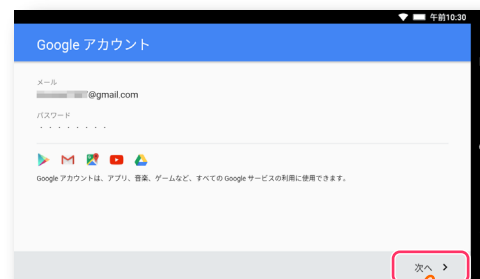 午前10:30
Google アカウント
メール
@gmail.com
パスワード
Google アカウントは、アプリ、音楽、ゲームなど、すべての Google サービスの利用に使用できます。
次へ